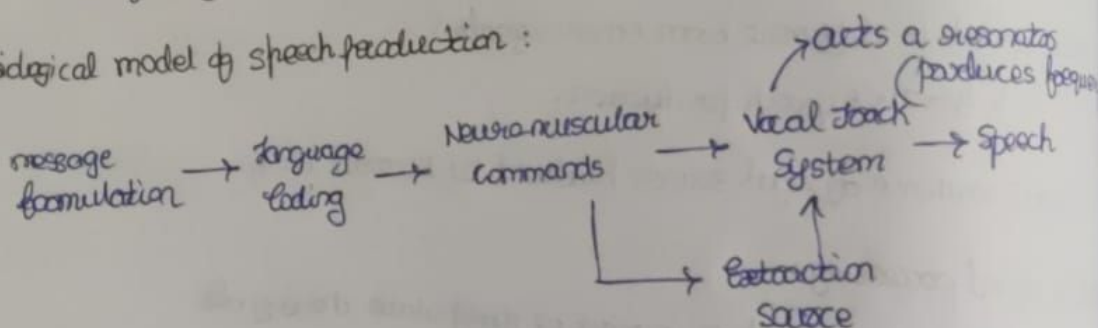 idogical model of speech production :
acts a resonator
(produces frequ
message
formulation
language
Coding
Neuromuscular
commands
Vocal track
System
Speech
Extraction
source